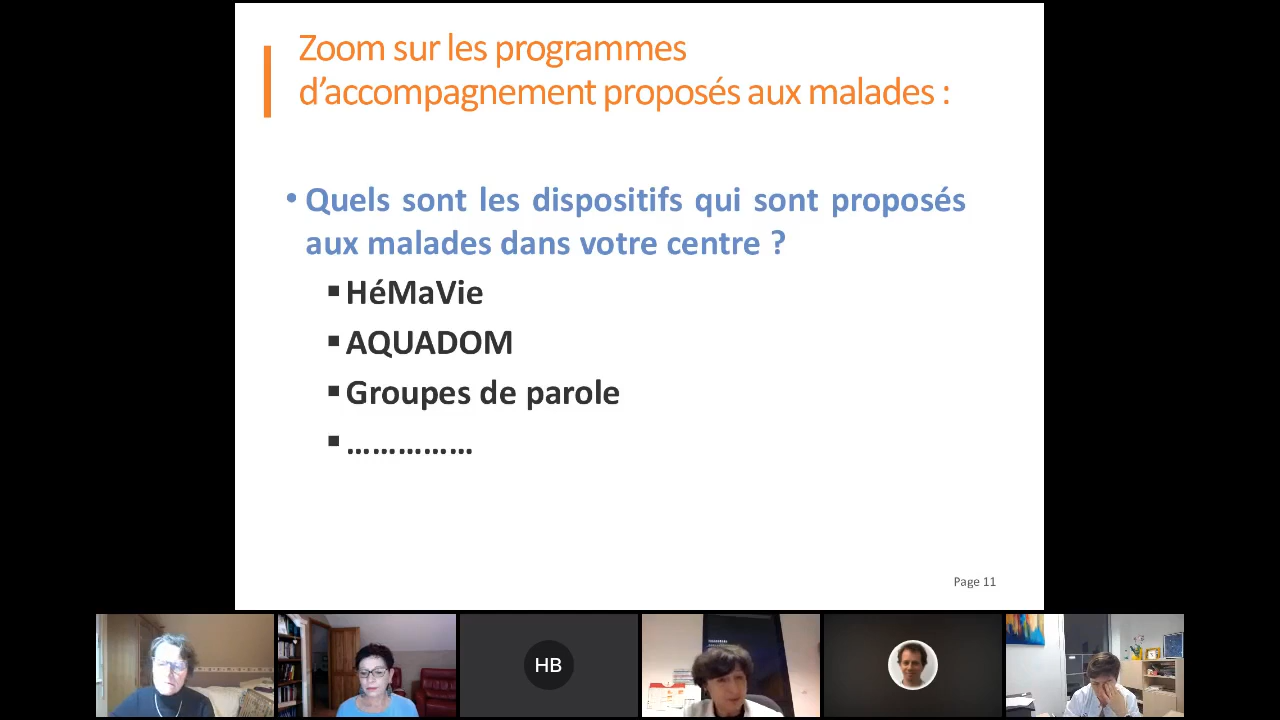 Zoom sur les programmes
d’accompagnement proposés aux malades :
• Quels sont les dispositifs qui sont proposés
aux malades dans votre centre ?
▪ HéMaVie
▪ AQUADOM
▪ Groupes de parole
▪ ……………
Page 11
HB